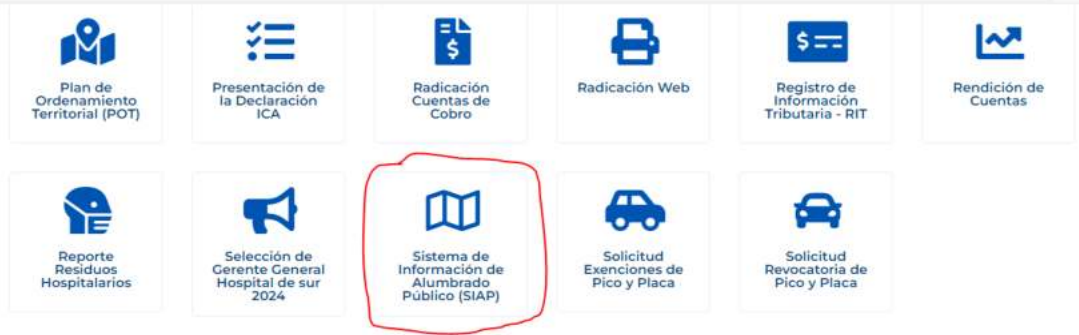 Plan de
Ordenamiento
Territorial (POT)
Presentación de
la Declaración
ICA
Radicación
Cuentas de
Cobro
Radicación Web
Registro de
Información
Tributaria - RIT
Rendición de
Cuentas
Reporte
Residuos
Hospitalarios
Selección de
Gerente General
Hospital de sur
2024
Sistema de
Información de
Alumbrado
Público (SIAP)
Solicitud
Exenciones de
Pico y Placa
Solicitud
Revocatoria de
Pico y Placa